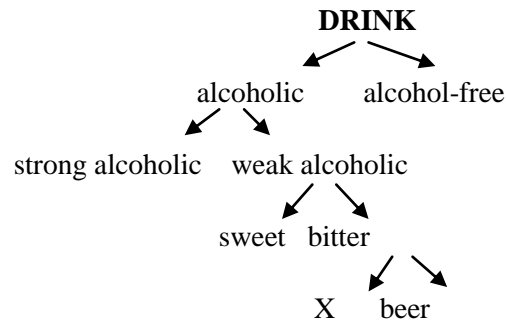 DRINK
alcoholic alcohol-free
strong alcoholic weak alcoholic
sweet bitter
X beer